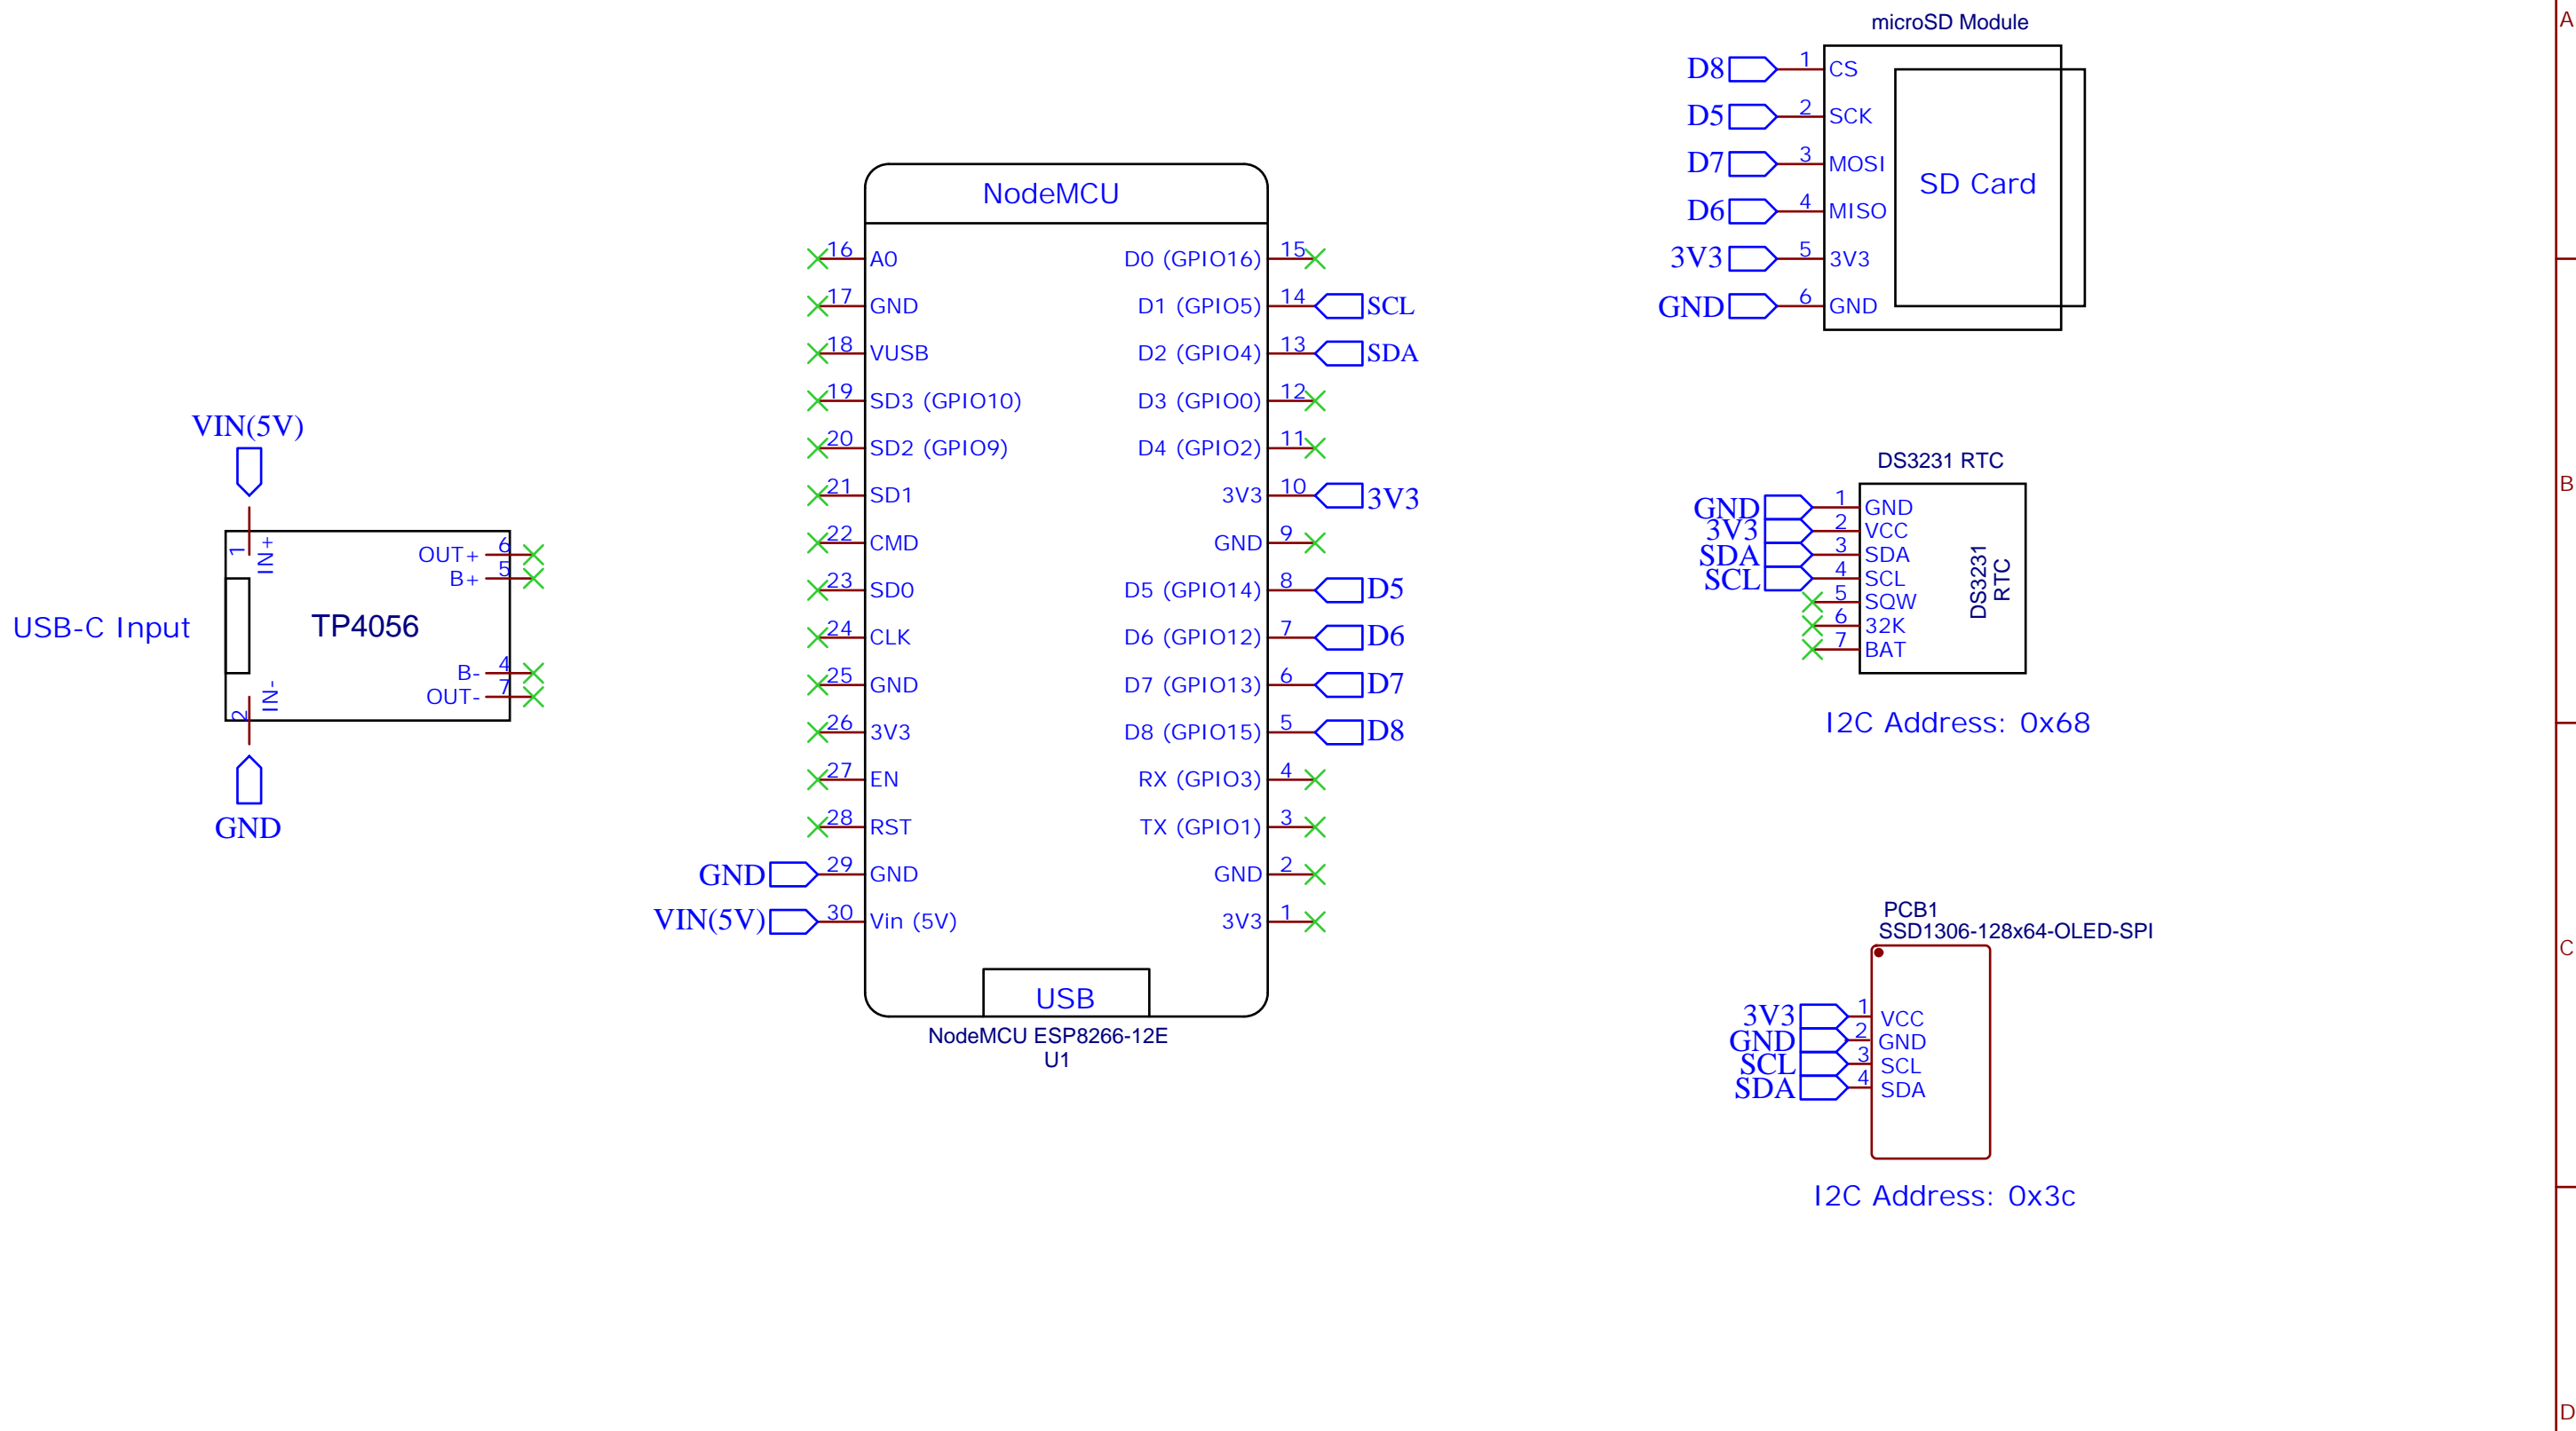 VIN(5V)
1
IN+
OUT+ 6
B+ 5
USB-C Input
TP4056
B- 4
OUT- 7
2
IN-
GND
NodeMCU
16 A0
17 GND
18 VUSB
19 SD3 (GPIO10)
20 SD2 (GPIO9)
21 SD1
22 CMD
23 SD0
24 CLK
25 GND
26 3V3
27 EN
28 RST
GND 29 GND
VIN(5V) 30 Vin (5V)
D0 (GPIO16) 15
D1 (GPIO5) 14 SCL
D2 (GPIO4) 13 SDA
D3 (GPIO0) 12
D4 (GPIO2) 11
3V3 10 3V3
GND 9
D5 (GPIO14) 8 D5
D6 (GPIO12) 7 D6
D7 (GPIO13) 6 D7
D8 (GPIO15) 5 D8
RX (GPIO3) 4
TX (GPIO1) 3
GND 2
3V3 1
USB
NodeMCU ESP8266-12E
U1
microSD Module
D8 1 CS
D5 2 SCK
D7 3 MOSI
D6 4 MISO
3V3 5 3V3
GND 6 GND
SD Card
DS3231 RTC
GND 1 GND
3V3 2 VCC
SDA 3 SDA
SCL 4 SCL
5 SQW
6 32K
7 BAT
DS3231
RTC
I2C Address: 0x68
PCB1
SSD1306-128x64-OLED-SPI
3V3 1 VCC
GND 2 GND
SCL 3 SCL
SDA 4 SDA
I2C Address: 0x3c
A
B
C
D